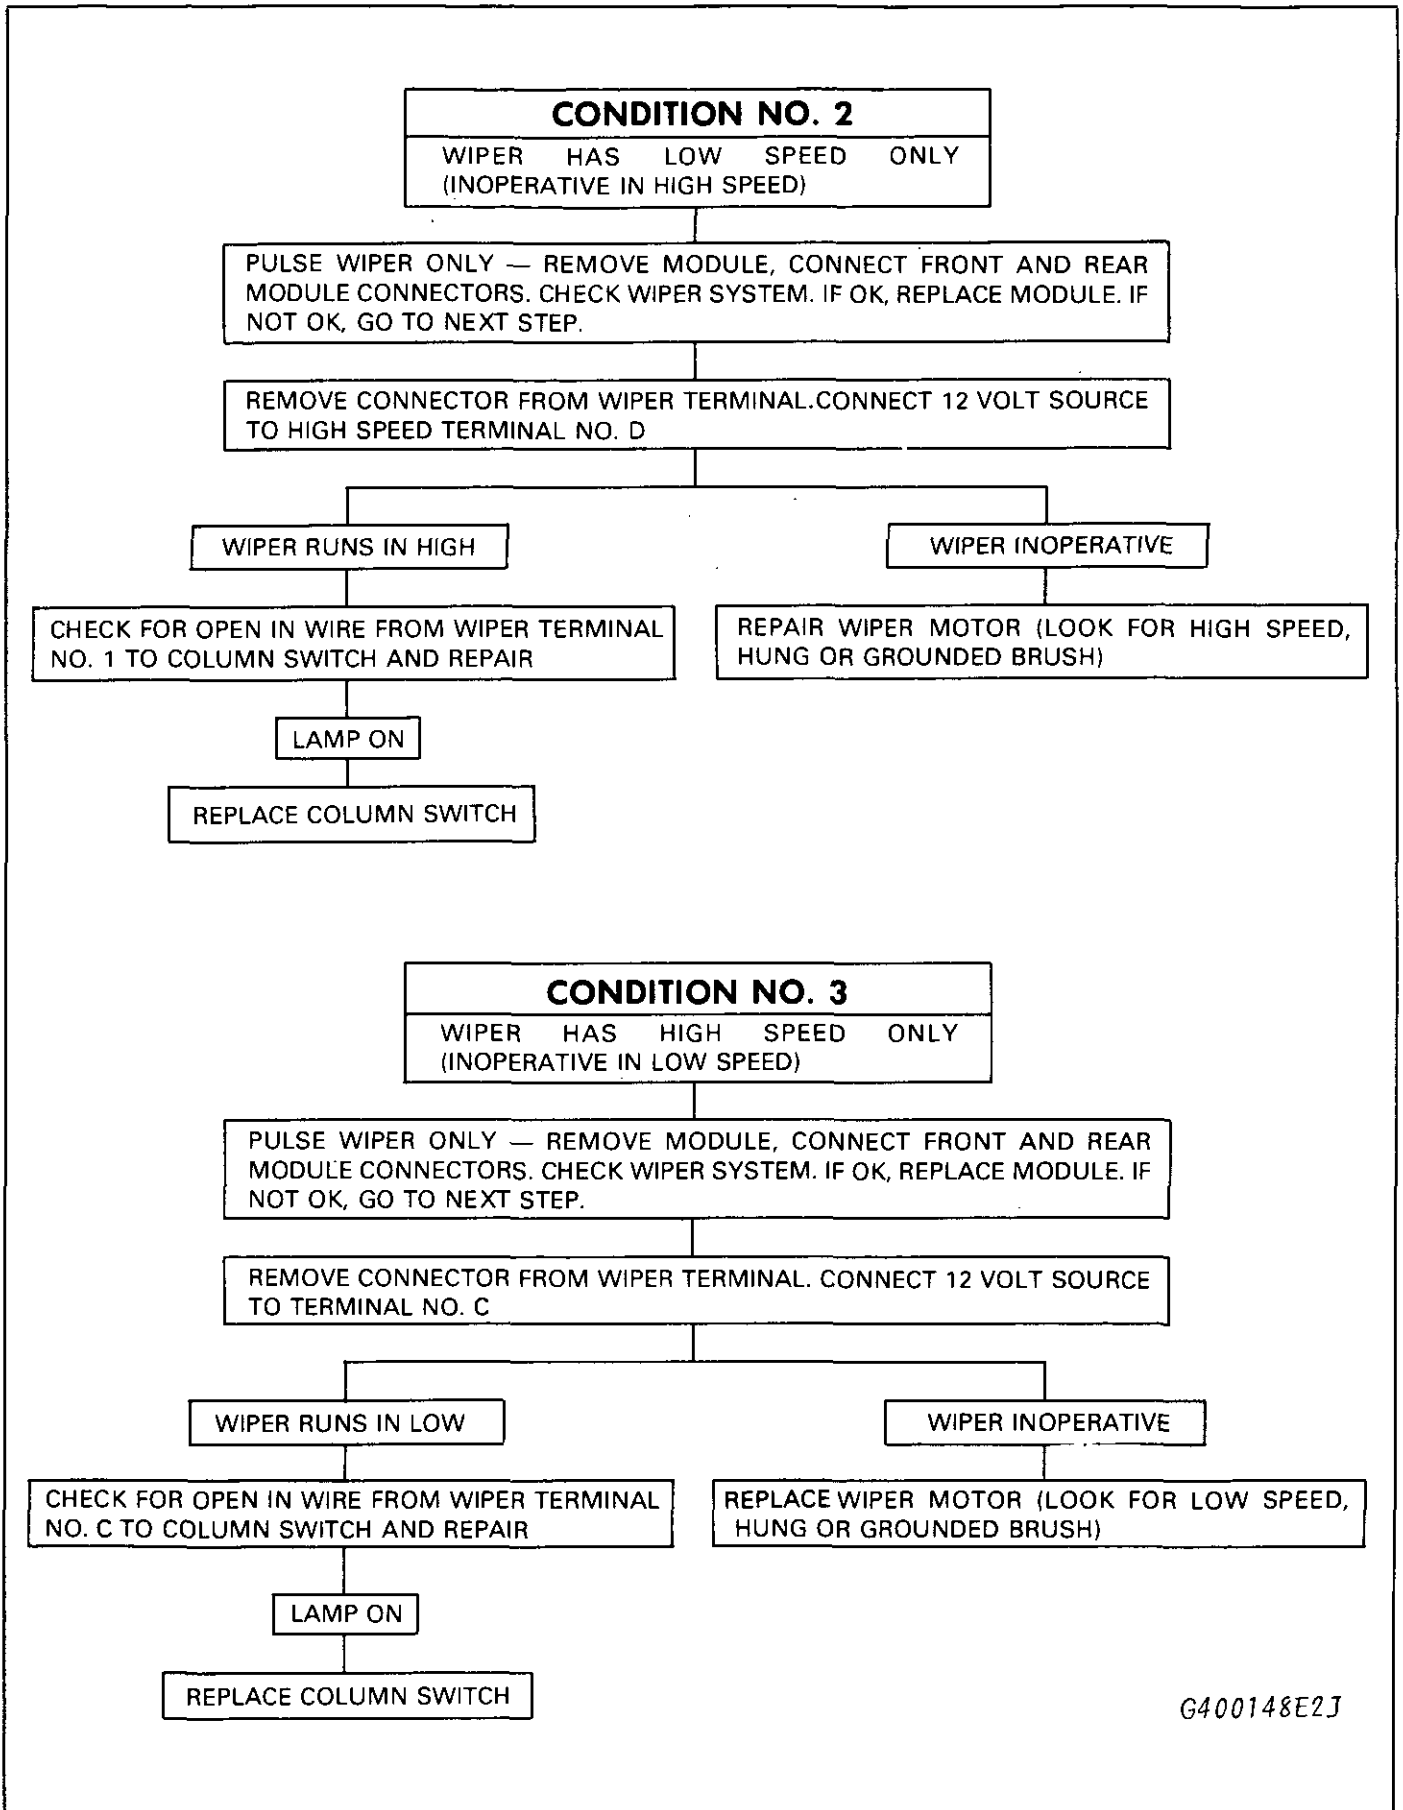 CONDITION NO. 2
WIPER HAS LOW SPEED ONLY
(INOPERATIVE IN HIGH SPEED)
PULSE WIPER ONLY — REMOVE MODULE, CONNECT FRONT AND REAR
MODULE CONNECTORS. CHECK WIPER SYSTEM. IF OK, REPLACE MODULE. IF
NOT OK, GO TO NEXT STEP.
REMOVE CONNECTOR FROM WIPER TERMINAL.CONNECT 12 VOLT SOURCE
TO HIGH SPEED TERMINAL NO. D
WIPER RUNS IN HIGH
WIPER INOPERATIVE
CHECK FOR OPEN IN WIRE FROM WIPER TERMINAL
NO. 1 TO COLUMN SWITCH AND REPAIR
REPAIR WIPER MOTOR (LOOK FOR HIGH SPEED,
HUNG OR GROUNDED BRUSH)
LAMP ON
REPLACE COLUMN SWITCH
CONDITION NO. 3
WIPER HAS HIGH SPEED ONLY
(INOPERATIVE IN LOW SPEED)
PULSE WIPER ONLY — REMOVE MODULE, CONNECT FRONT AND REAR
MODULE CONNECTORS. CHECK WIPER SYSTEM. IF OK, REPLACE MODULE. IF
NOT OK, GO TO NEXT STEP.
REMOVE CONNECTOR FROM WIPER TERMINAL. CONNECT 12 VOLT SOURCE
TO TERMINAL NO. C
WIPER RUNS IN LOW
WIPER INOPERATIVE
CHECK FOR OPEN IN WIRE FROM WIPER TERMINAL
NO. C TO COLUMN SWITCH AND REPAIR
REPLACE WIPER MOTOR (LOOK FOR LOW SPEED,
HUNG OR GROUNDED BRUSH)
LAMP ON
REPLACE COLUMN SWITCH
G400148E2J